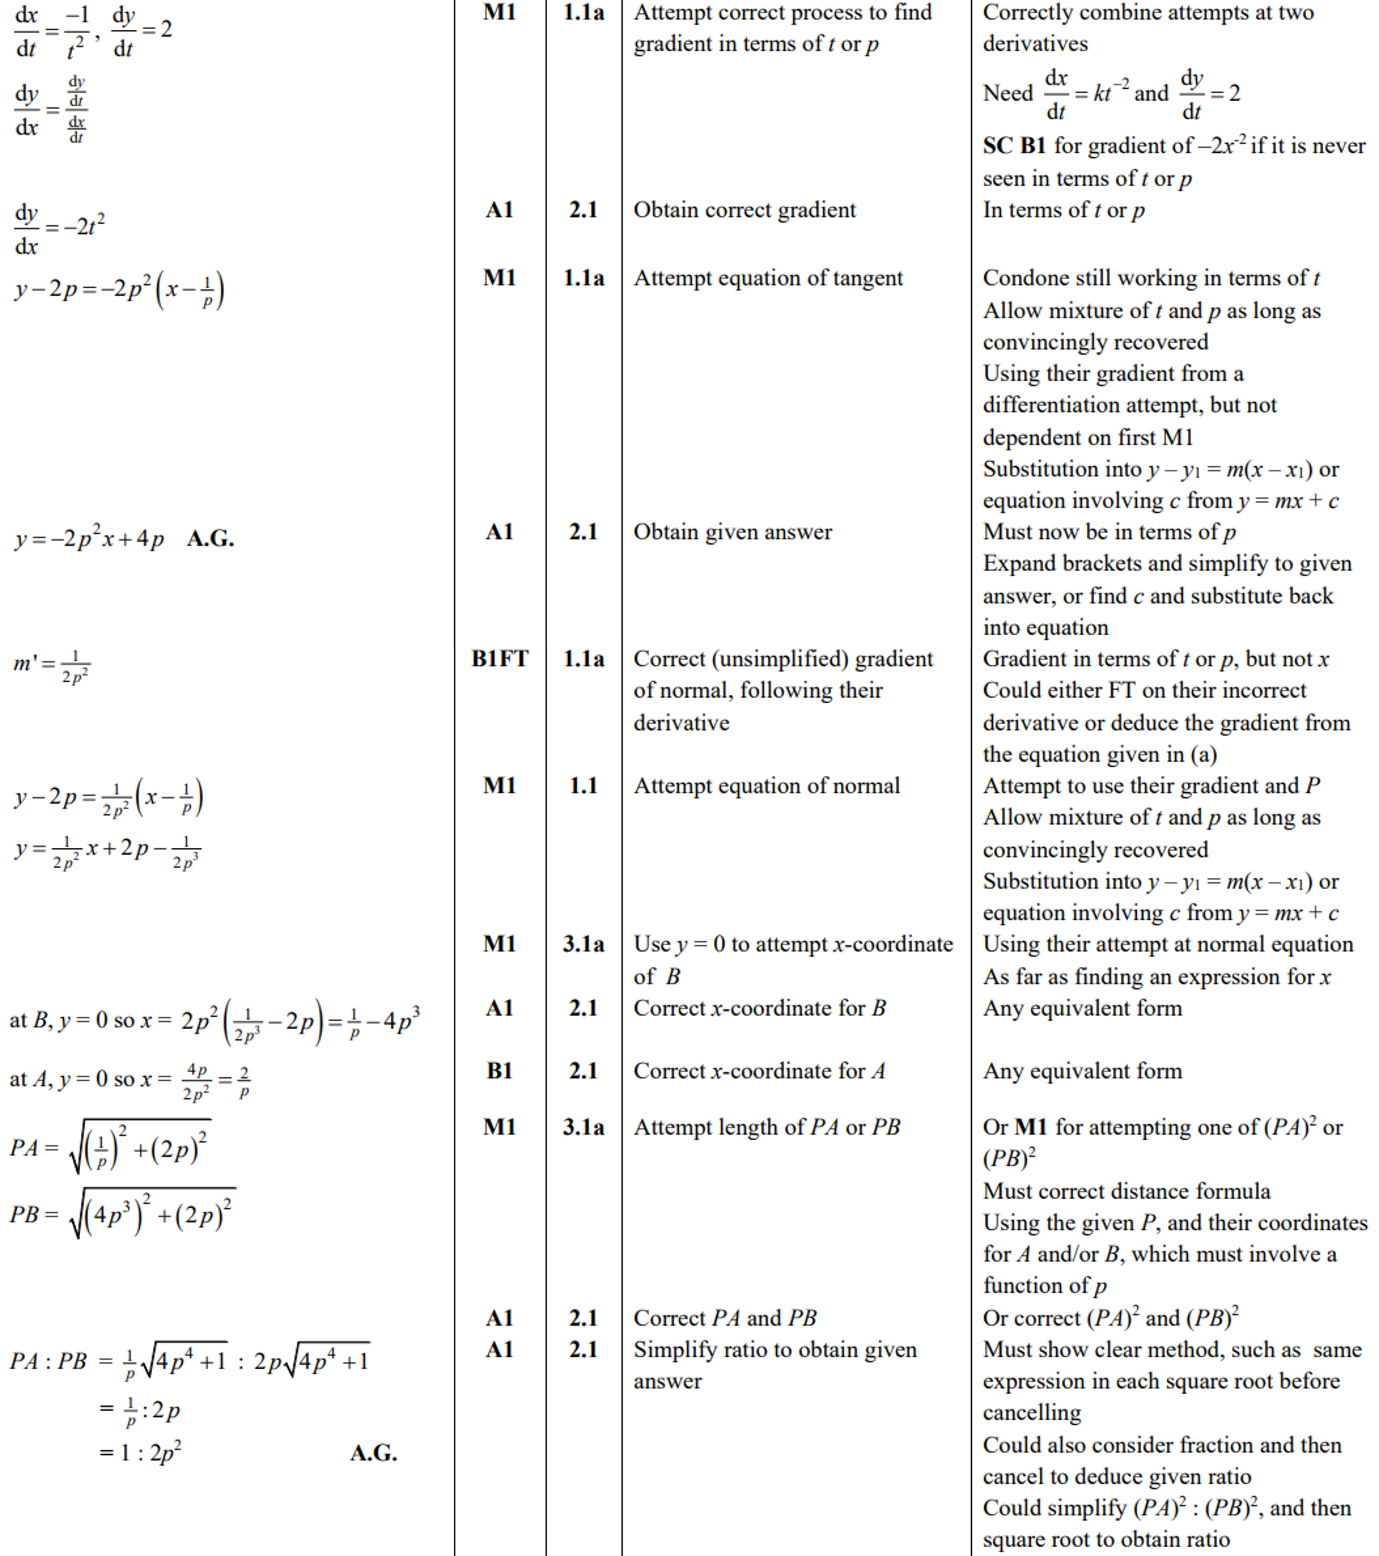 dx/dt = −1/t², dy/dt = 2 M1 1.1a Attempt correct process to find Correctly combine attempts at two
gradient in terms of t or p derivatives
dy/dx = (dy/dt)/(dx/dt) Need dx/dt = kt⁻² and dy/dt = 2
SC B1 for gradient of –2x⁻² if it is never
seen in terms of t or p
dy/dx = −2t² A1 2.1 Obtain correct gradient In terms of t or p
y − 2p = −2p²(x − 1/p) M1 1.1a Attempt equation of tangent Condone still working in terms of t
Allow mixture of t and p as long as
convincingly recovered
Using their gradient from a
differentiation attempt, but not
dependent on first M1
Substitution into y – y₁ = m(x – x₁) or
equation involving c from y = mx + c
y = −2p²x + 4p A.G. A1 2.1 Obtain given answer Must now be in terms of p
Expand brackets and simplify to given
answer, or find c and substitute back
into equation
m' = 1/2p² B1FT 1.1a Correct (unsimplified) gradient Gradient in terms of t or p, but not x
of normal, following their Could either FT on their incorrect
derivative derivative or deduce the gradient from
the equation given in (a)
y − 2p = 1/2p² (x − 1/p) M1 1.1 Attempt equation of normal Attempt to use their gradient and P
Allow mixture of t and p as long as
y = 1/2p² x + 2p − 1/2p³ convincingly recovered
Substitution into y – y₁ = m(x – x₁) or
equation involving c from y = mx + c
M1 3.1a Use y = 0 to attempt x-coordinate Using their attempt at normal equation
of B As far as finding an expression for x
at B, y = 0 so x = 2p²(1/2p³ − 2p) = 1/p − 4p³ A1 2.1 Correct x-coordinate for B Any equivalent form
at A, y = 0 so x = 4p/2p² = 2/p B1 2.1 Correct x-coordinate for A Any equivalent form
PA = √((1/p)² + (2p)²) M1 3.1a Attempt length of PA or PB Or M1 for attempting one of (PA)² or
(PB)²
Must correct distance formula
PB = √((4p³)² + (2p)²) Using the given P, and their coordinates
for A and/or B, which must involve a
function of p
A1 2.1 Correct PA and PB Or correct (PA)² and (PB)²
PA : PB = 1/p √(4p⁴ + 1) : 2p√(4p⁴ + 1) A1 2.1 Simplify ratio to obtain given Must show clear method, such as same
answer expression in each square root before
= 1/p : 2p cancelling
= 1 : 2p² A.G. Could also consider fraction and then
cancel to deduce given ratio
Could simplify (PA)² : (PB)², and then
square root to obtain ratio